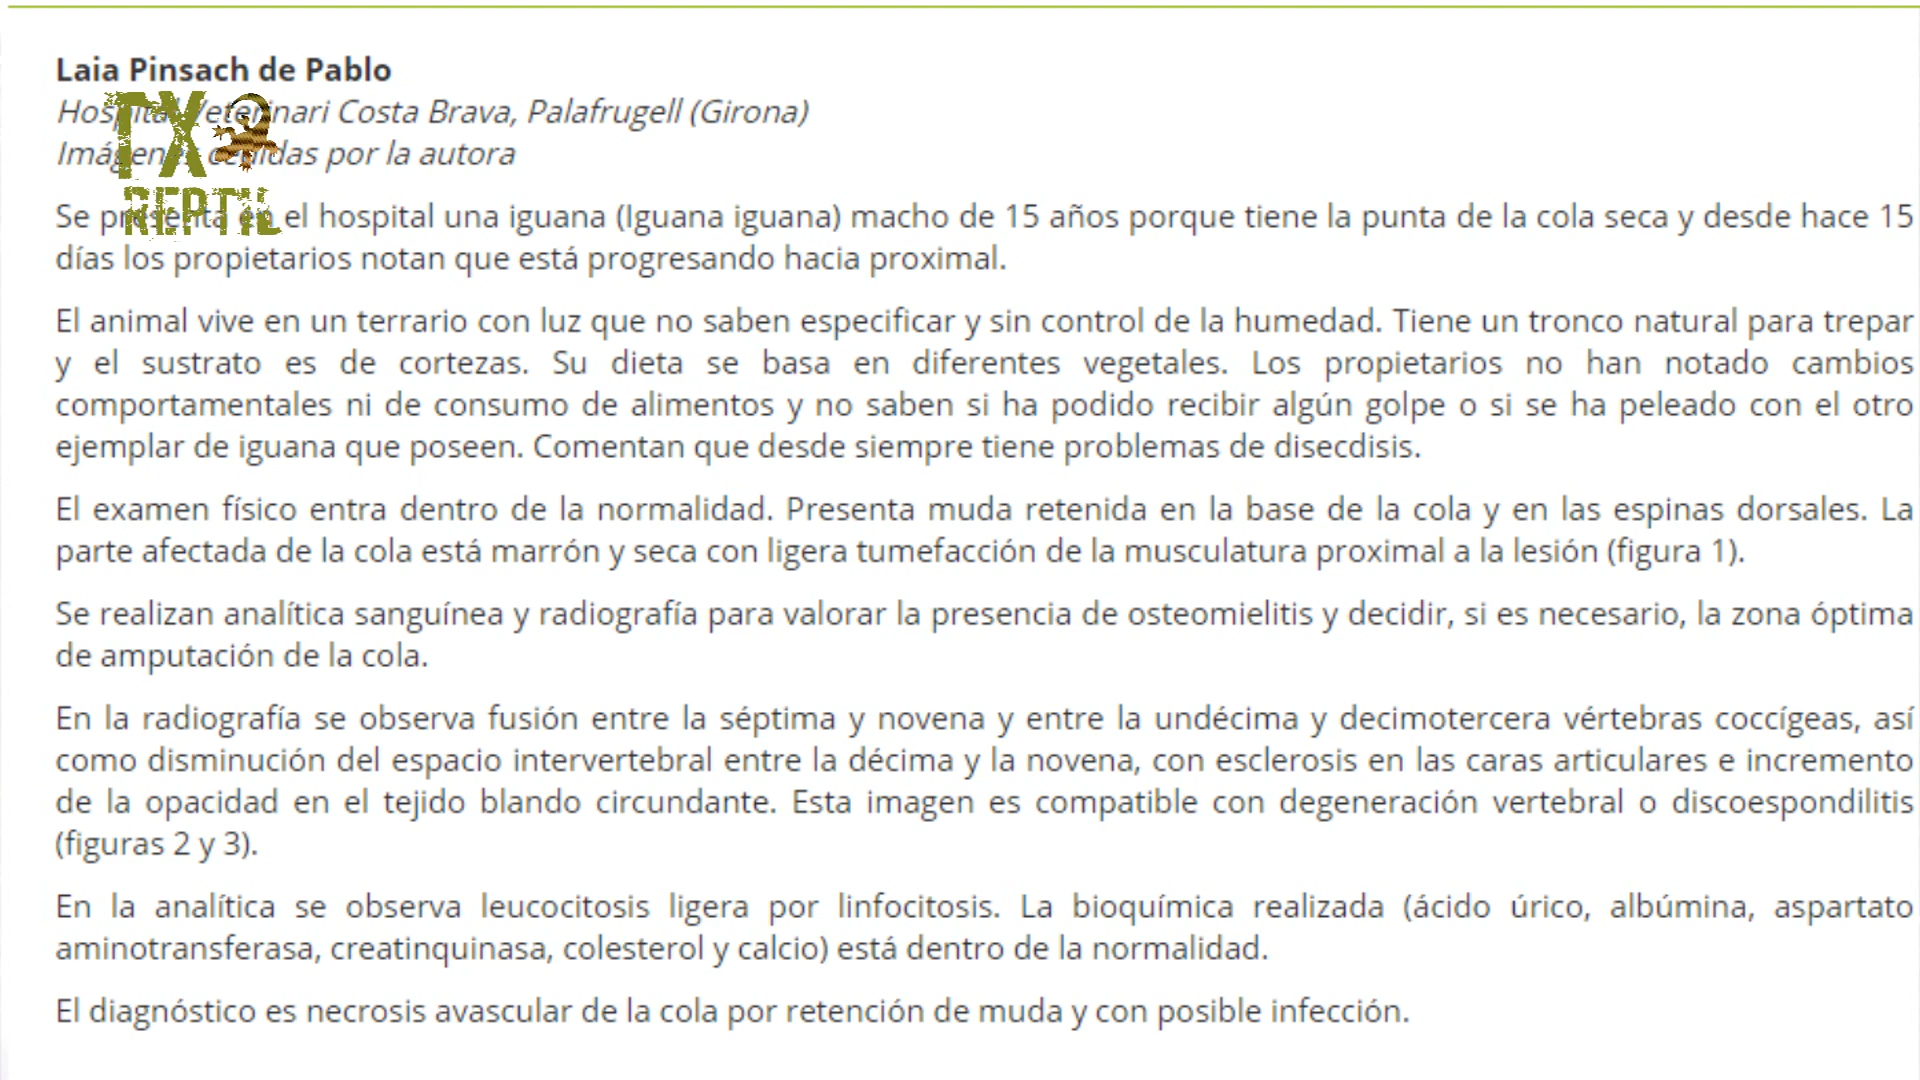 Laia Pinsach de Pablo
Hospital Veterinari Costa Brava, Palafrugell (Girona)
Imágenes cedidas por la autora
TX
REPTIL
Se presenta en el hospital una iguana (Iguana iguana) macho de 15 años porque tiene la punta de la cola seca y desde hace 15
días los propietarios notan que está progresando hacia proximal.
El animal vive en un terrario con luz que no saben especificar y sin control de la humedad. Tiene un tronco natural para trepar
y el sustrato es de cortezas. Su dieta se basa en diferentes vegetales. Los propietarios no han notado cambios
comportamentales ni de consumo de alimentos y no saben si ha podido recibir algún golpe o si se ha peleado con el otro
ejemplar de iguana que poseen. Comentan que desde siempre tiene problemas de disecdisis.
El examen físico entra dentro de la normalidad. Presenta muda retenida en la base de la cola y en las espinas dorsales. La
parte afectada de la cola está marrón y seca con ligera tumefacción de la musculatura proximal a la lesión (figura 1).
Se realizan analítica sanguínea y radiografía para valorar la presencia de osteomielitis y decidir, si es necesario, la zona óptima
de amputación de la cola.
En la radiografía se observa fusión entre la séptima y novena y entre la undécima y decimotercera vértebras coccígeas, así
como disminución del espacio intervertebral entre la décima y la novena, con esclerosis en las caras articulares e incremento
de la opacidad en el tejido blando circundante. Esta imagen es compatible con degeneración vertebral o discoespondilitis
(figuras 2 y 3).
En la analítica se observa leucocitosis ligera por linfocitosis. La bioquímica realizada (ácido úrico, albúmina, aspartato
aminotransferasa, creatinquinasa, colesterol y calcio) está dentro de la normalidad.
El diagnóstico es necrosis avascular de la cola por retención de muda y con posible infección.